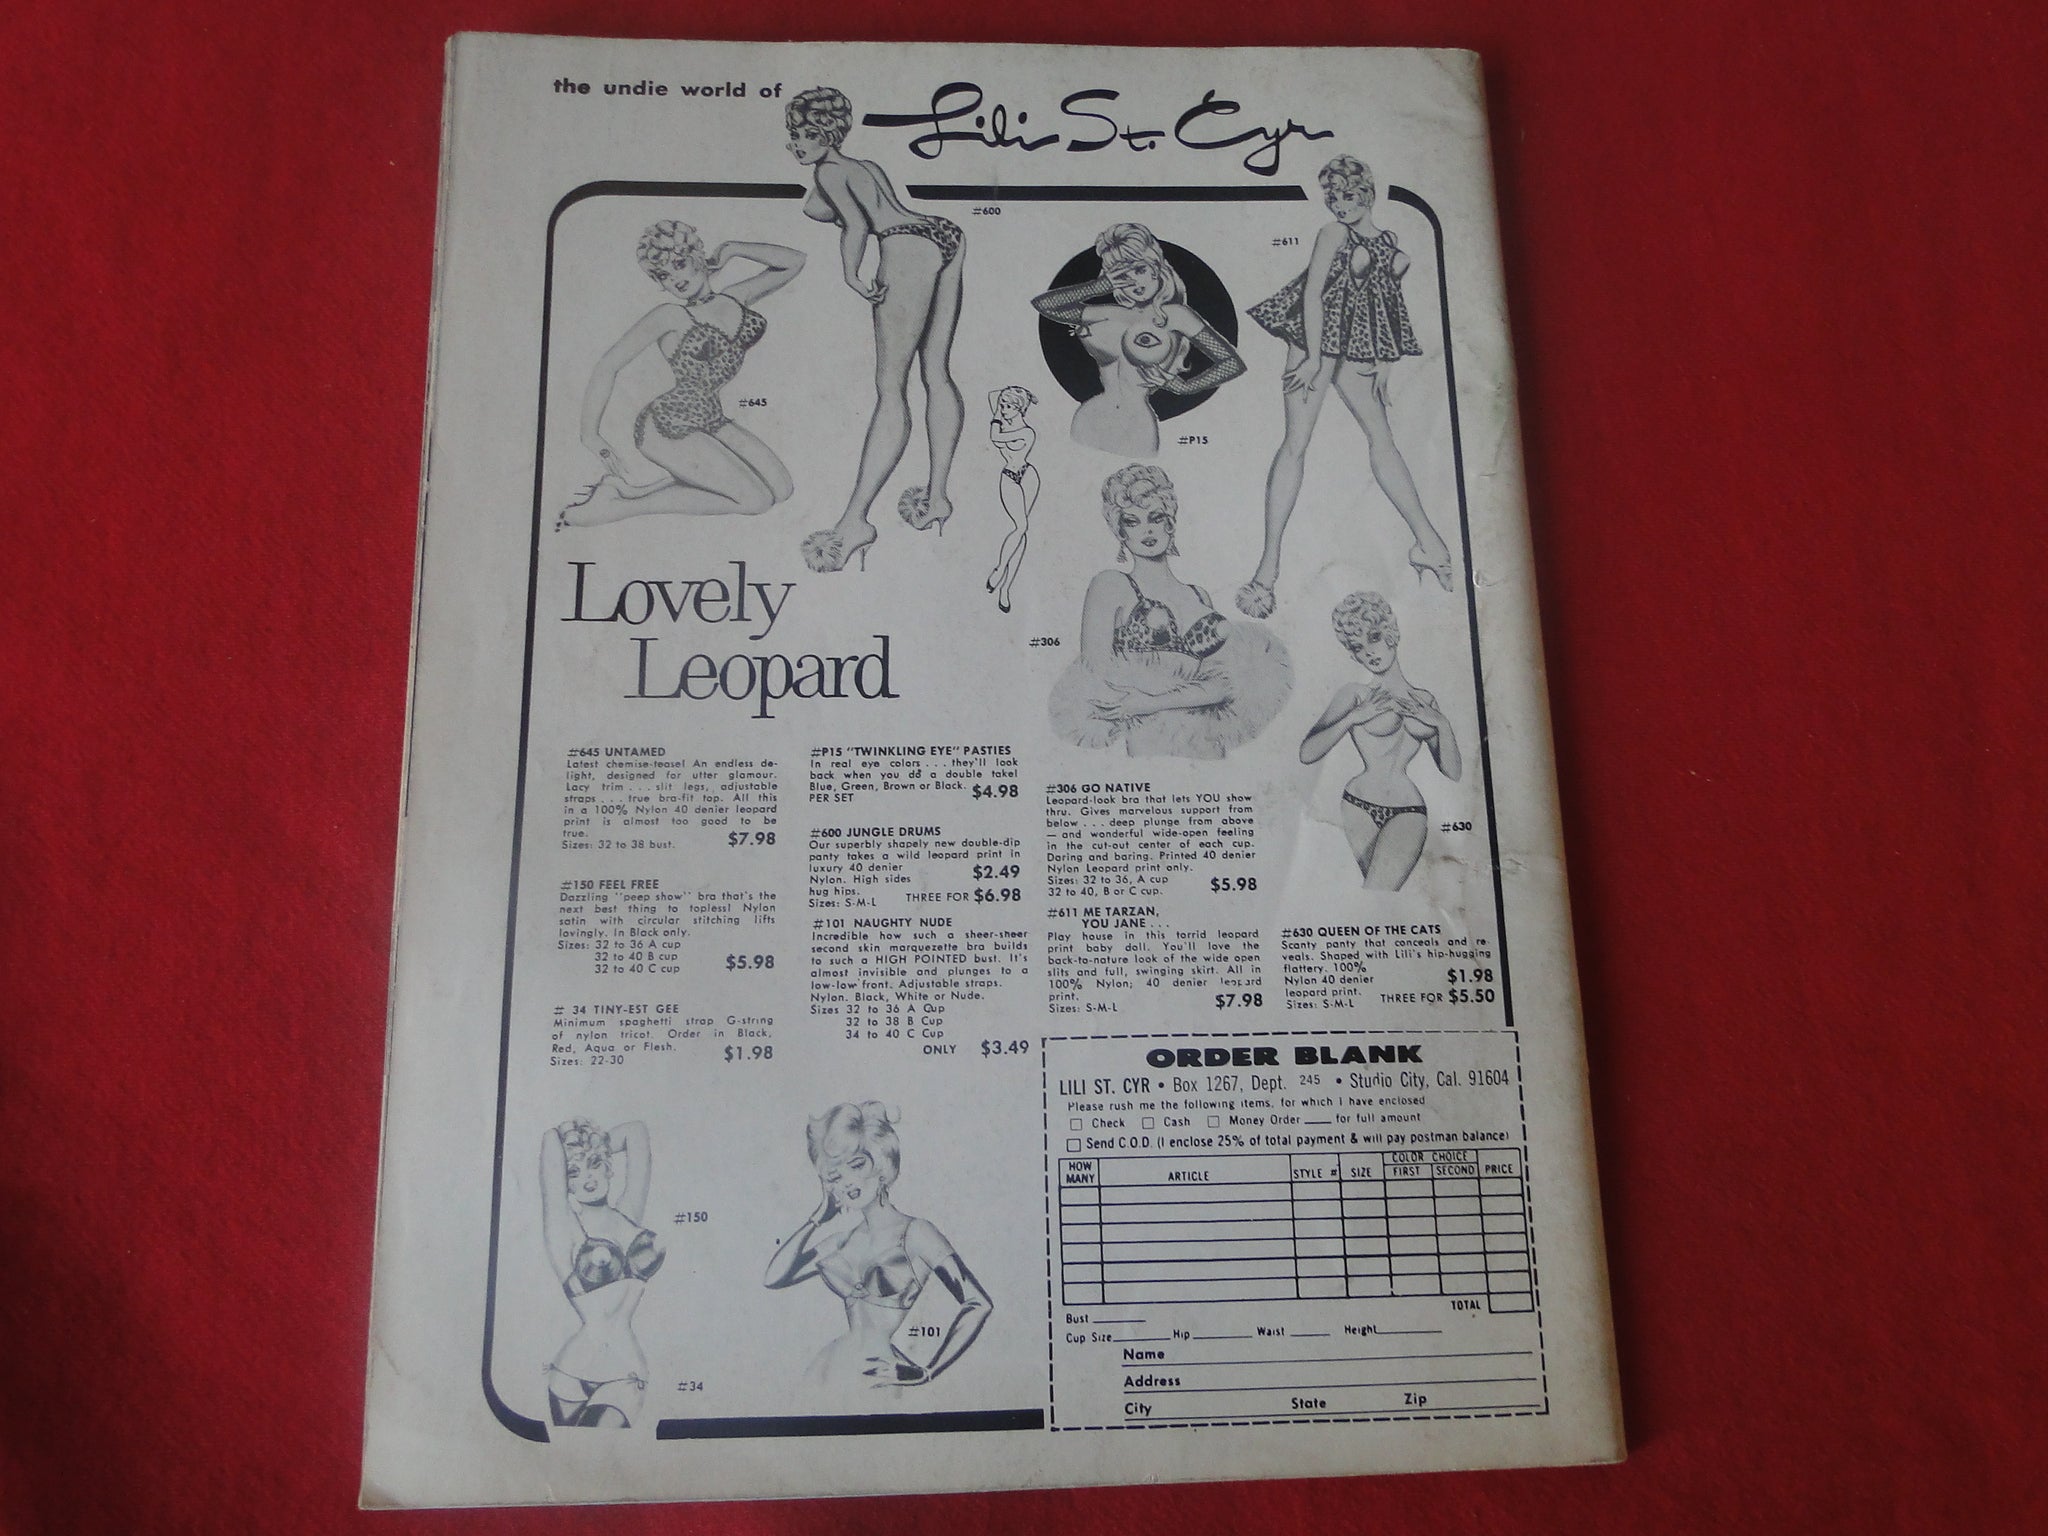 the undie world of
Lili St. Cyr
#600
#611
#645
#P15
#306
#630
Lovely
Leopard
#645 UNTAMED
Latest chemise-tease! An endless de-
light, designed for utter glamour.
Lacy trim . . . slit legs, adjustable
straps . . . true bra-fit top. All this
in a 100% Nylon 40 denier leopard
print is almost too good to be
true.
Sizes: 32 to 38 bust. $7.98
#150 FEEL FREE
Dazzling "peep show" bra that's the
next best thing to topless! Nylon
satin with circular stitching lifts
lovingly. In Black only.
Sizes: 32 to 36 A cup
32 to 40 B cup
32 to 40 C cup $5.98
# 34 TINY-EST GEE
Minimum spaghetti strap G-string
of nylon tricot. Order in Black,
Red, Aqua or Flesh.
Sizes: 22-30 $1.98
#P15 "TWINKLING EYE" PASTIES
In real eye colors . . . they'll look
back when you do a double take!
Blue, Green, Brown or Black.
PER SET $4.98
#600 JUNGLE DRUMS
Our superbly shapely new double-dip
panty takes a wild leopard print in
luxury 40 denier
Nylon. High sides $2.49
hug hips.
Sizes: S-M-L THREE FOR $6.98
#101 NAUGHTY NUDE
Incredible how such a sheer-sheer
second skin marquezette bra builds
to such a HIGH POINTED bust. It's
almost invisible and plunges to a
low-low front. Adjustable straps.
Nylon. Black, White or Nude.
Sizes 32 to 36 A Cup
32 to 38 B Cup
34 to 40 C Cup
ONLY $3.49
#306 GO NATIVE
Leopard-look bra that lets YOU show
thru. Gives marvelous support from
below . . . deep plunge from above
— and wonderful wide-open feeling
in the cut-out center of each cup.
Daring and baring. Printed 40 denier
Nylon Leopard print only.
Sizes: 32 to 36, A cup
32 to 40, B or C cup. $5.98
#611 ME TARZAN,
YOU JANE . . .
Play house in this torrid leopard
print baby doll. You'll love the
back-to-nature look of the wide open
slits and full, swinging skirt. All in
100% Nylon; 40 denier leopard
print.
Sizes: S-M-L $7.98
#630 QUEEN OF THE CATS
Scanty panty that conceals and re-
veals. Shaped with Lili's hip-hugging
flattery. 100%
Nylon 40 denier $1.98
leopard print.
Sizes: S-M-L THREE FOR $5.50
#150
#34
#101
ORDER BLANK
LILI ST. CYR • Box 1267, Dept. 245 • Studio City, Cal. 91604
Please rush me the following items, for which I have enclosed
Check Cash Money Order ___ for full amount
Send C.O.D. (I enclose 25% of total payment & will pay postman balance)
HOW MANY ARTICLE STYLE # SIZE COLOR CHOICE FIRST SECOND PRICE
TOTAL
Bust
Cup Size Hip Waist Height
Name
Address
City State Zip